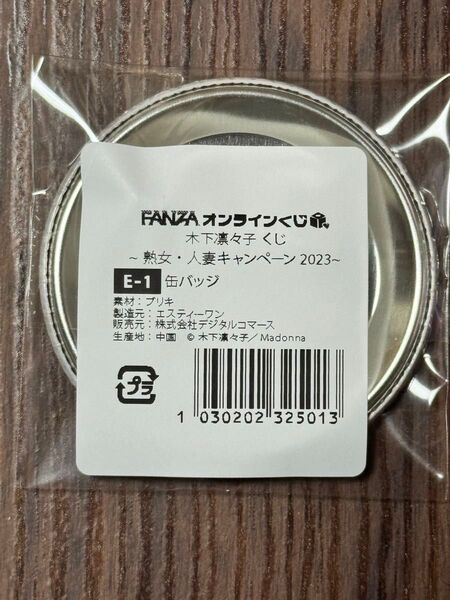 FANZA オンラインくじ
木下凛々子 くじ
~ 熟女・人妻キャンペーン 2023~
E-1 缶バッジ
素材：ブリキ
製造元：エスティーワン
販売元：株式会社デジタルコマース
生産地：中国 © 木下凛々子／Madonna
プラ
1 030202 325013